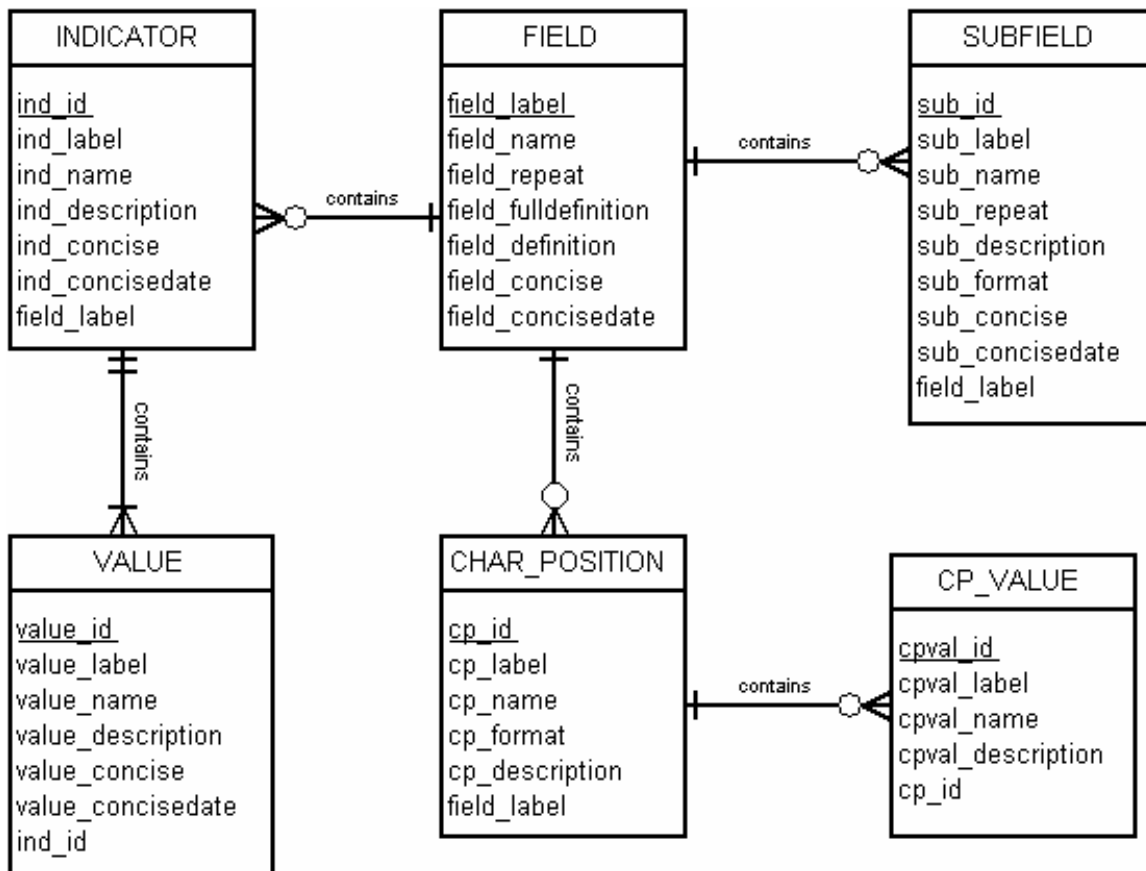 INDICATOR
ind_id
ind_label
ind_name
ind_description
ind_concise
ind_concisedate
field_label
contains
FIELD
field_label
field_name
field_repeat
field_fulldefinition
field_definition
field_concise
field_concisedate
contains
SUBFIELD
sub_id
sub_label
sub_name
sub_repeat
sub_description
sub_format
sub_concise
sub_concisedate
field_label
contains
contains
VALUE
value_id
value_label
value_name
value_description
value_concise
value_concisedate
ind_id
CHAR_POSITION
cp_id
cp_label
cp_name
cp_format
cp_description
field_label
contains
CP_VALUE
cpval_id
cpval_label
cpval_name
cpval_description
cp_id